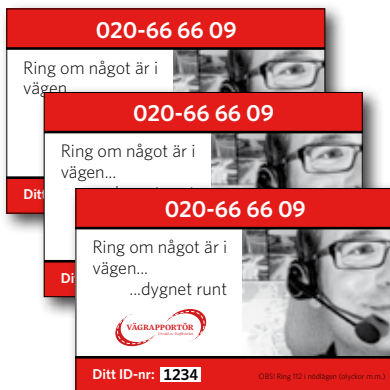 020-66 66 09
Ring om något är i
vägen
Dit
020-66 66 09
Ring om något är i
vägen...
Di
020-66 66 09
Ring om något är i
vägen...
...dygnet runt
VÄGRAPPORTÖR
Ditt ID-nr: 1234
OBS! Ring 112 i nödlägen (olyckor m.m.)